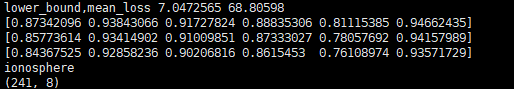 lower_bound,mean_loss 7.0472565 68.80598
[0.87342096 0.93843066 0.91727824 0.88835306 0.81115385 0.94662435]
[0.85773614 0.93414902 0.91009851 0.87333027 0.78057692 0.94157989]
[0.84367525 0.92858236 0.90206816 0.8615453  0.76108974 0.93571729]
ionosphere
(241, 8)